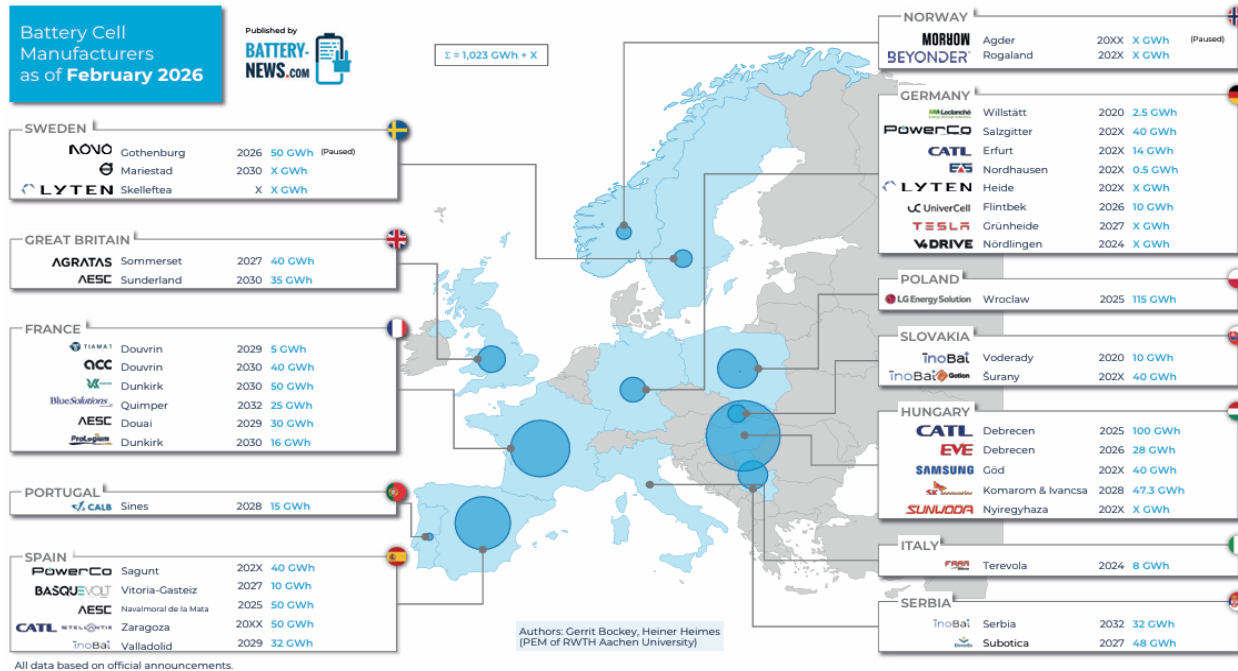 Battery Cell
Manufacturers
as of February 2026
Published by
BATTERY-
NEWS.COM
Σ = 1,023 GWh + X
SWEDEN
NOVO Gothenburg 2026 50 GWh (Paused)
Mariestad 2030 X GWh
LYTEN Skelleftea X X GWh
GREAT BRITAIN
AGRATAS Sommerset 2027 40 GWh
AESC Sunderland 2030 35 GWh
FRANCE
TIAMAT Douvrin 2029 5 GWh
acc Douvrin 2030 40 GWh
Dunkirk 2030 50 GWh
BlueSolutions Quimper 2032 25 GWh
AESC Douai 2029 30 GWh
ProLogium Dunkirk 2030 16 GWh
PORTUGAL
CALB Sines 2028 15 GWh
SPAIN
PowerCo Sagunt 202X 40 GWh
BASQUEVOLT Vitoria-Gasteiz 2027 10 GWh
AESC Navalmoral de la Mata 2025 50 GWh
CATL STELLANTIS Zaragoza 20XX 50 GWh
InoBat Valladolid 2029 32 GWh
All data based on official announcements.
Authors: Gerrit Bockey, Heiner Heimes
(PEM of RWTH Aachen University)
NORWAY
MORROW Agder 20XX X GWh (Paused)
BEYONDER Rogaland 202X X GWh
GERMANY
Leclanché Willstätt 2020 2.5 GWh
PowerCo Salzgitter 202X 40 GWh
CATL Erfurt 202X 14 GWh
EAS Nordhausen 202X 0.5 GWh
LYTEN Heide 202X X GWh
UniverCell Flintbek 2026 10 GWh
TESLA Grünheide 2027 X GWh
V4DRIVE Nördlingen 2024 X GWh
POLAND
LG Energy Solution Wroclaw 2025 115 GWh
SLOVAKIA
InoBat Voderady 2020 10 GWh
InoBat Gotion Šurany 202X 40 GWh
HUNGARY
CATL Debrecen 2025 100 GWh
EVE Debrecen 2026 28 GWh
SAMSUNG Göd 202X 40 GWh
SK innovation Komarom & Ivancsa 2028 47.3 GWh
SUNWODA Nyiregyhaza 202X X GWh
ITALY
FAAM Terevola 2024 8 GWh
SERBIA
InoBat Serbia 2032 32 GWh
ElevenEs Subotica 2027 48 GWh